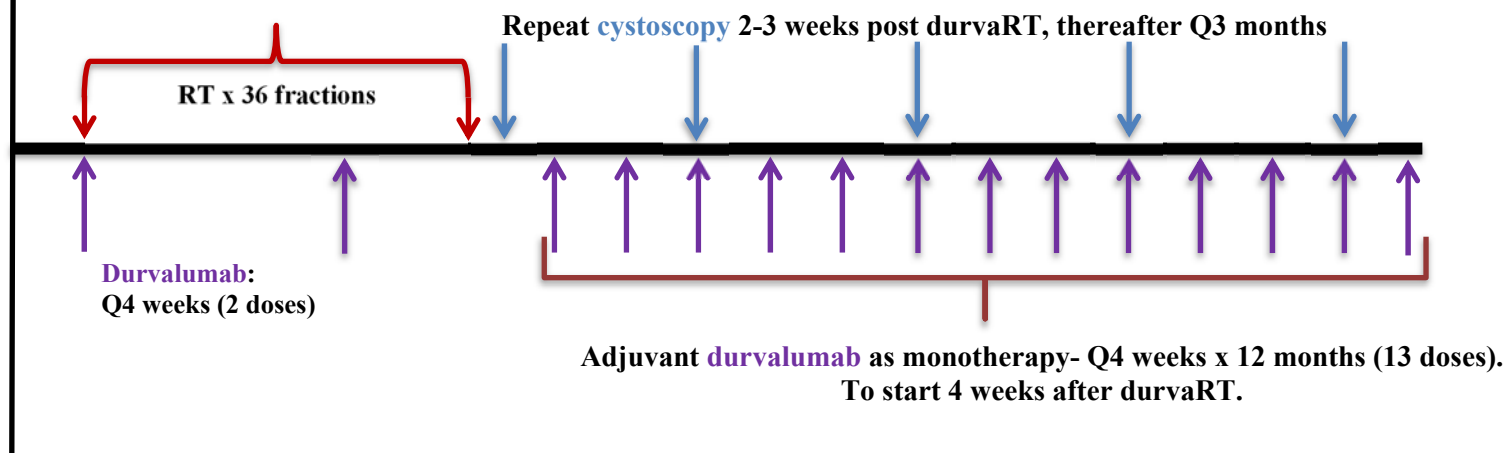 Repeat cystoscopy 2-3 weeks post durvaRT, thereafter Q3 months
RT x 36 fractions
Durvalumab:
Q4 weeks (2 doses)
Adjuvant durvalumab as monotherapy- Q4 weeks x 12 months (13 doses).
To start 4 weeks after durvaRT.